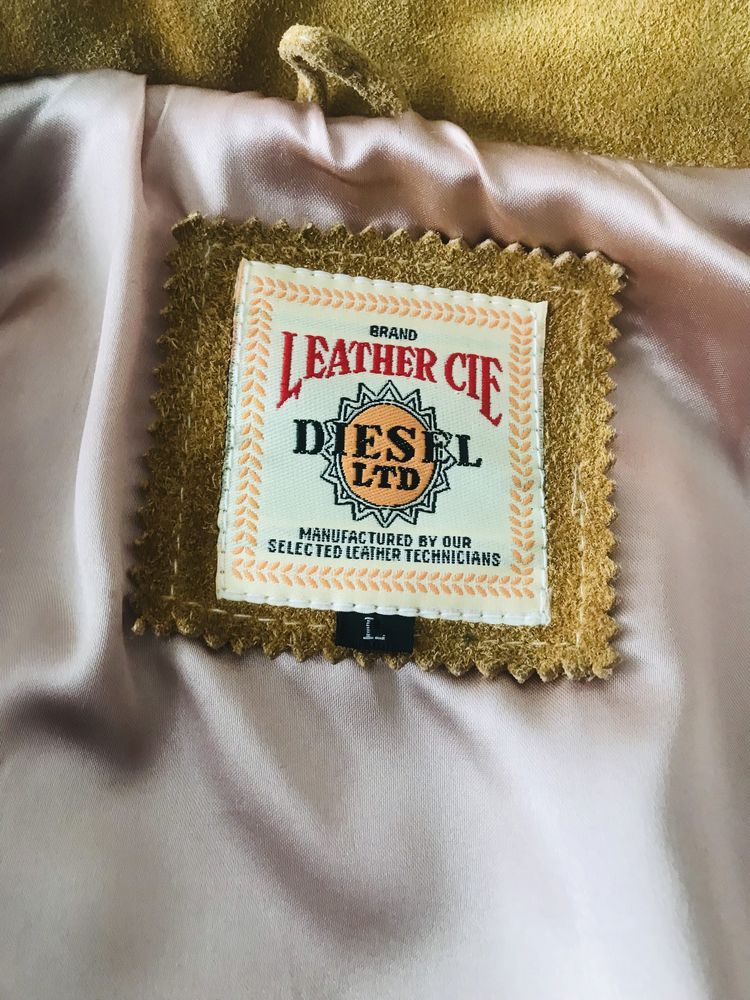 BRAND
LEATHER CIE
DIESEL
LTD
MANUFACTURED BY OUR
SELECTED LEATHER TECHNICIANS
L